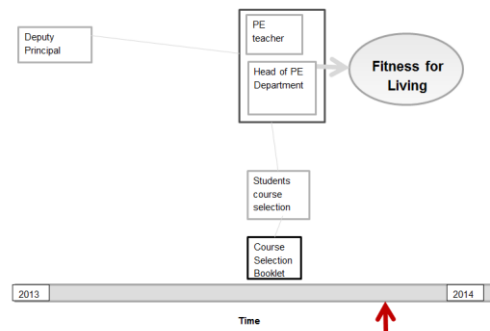 Deputy
Principal
PE
teacher
Head of PE
Department
Fitness for
Living
Students
course
selection
Course
Selection
Booklet
2013
2014
Time